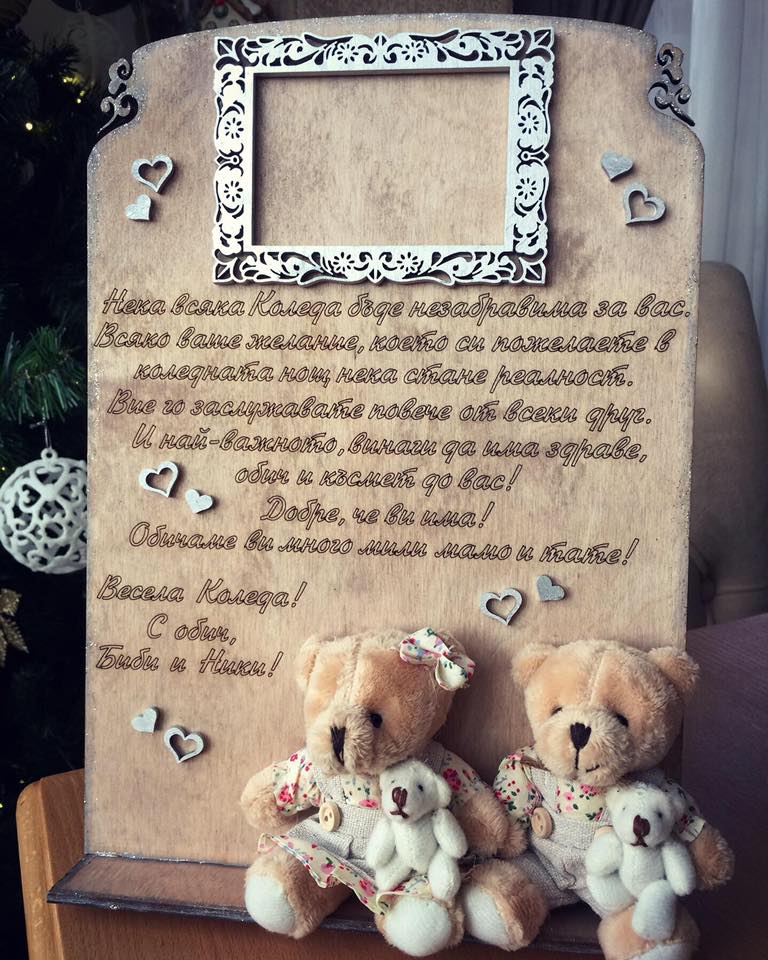 Нека всяка Коледа бъде незабравима за вас.
Всяко ваше желание, което си пожелаете в
коледната нощ, нека стане реалност.
Вие го заслужавате повече от всеки друг.
И най-важното, винаги да има здраве,
обич и късмет до вас!
Добре, че ви има!
Обичаме ви много мили мамо и тате!
Весела Коледа!
С обич,
Биби и Ники!